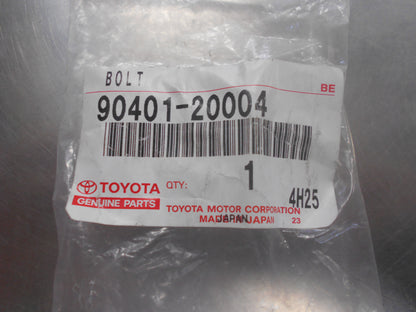 BOLT
BE
90401-20004
TOYOTA QTY: 1 4H25
GENUINE PARTS
TOYOTA MOTOR CORPORATION
MADE IN JAPAN 23
JAPAN